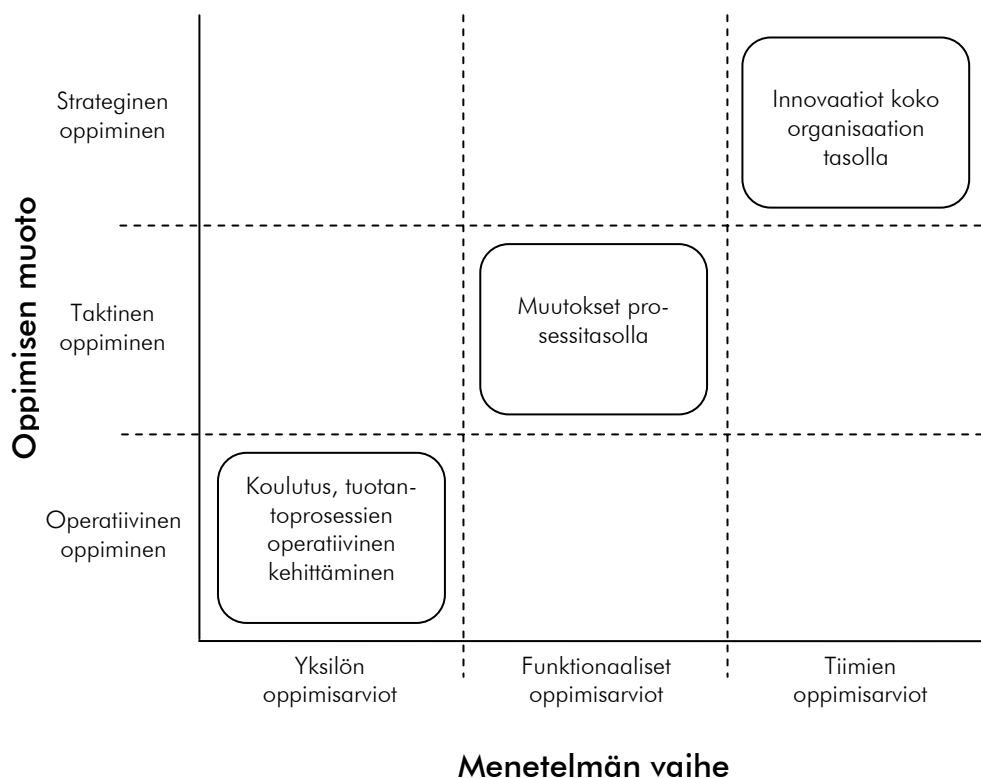 Oppimisen muoto
Strateginen
oppiminen
Innovaatiot koko
organisaation
tasolla
Taktinen
oppiminen
Muutokset pro-
sessitasolla
Operatiivinen
oppiminen
Koulutus, tuotan-
toprosessien
operatiivinen
kehittäminen
Yksilön
oppimisarviot
Funktionaaliset
oppimisarviot
Tiimien
oppimisarviot
Menetelmän vaihe